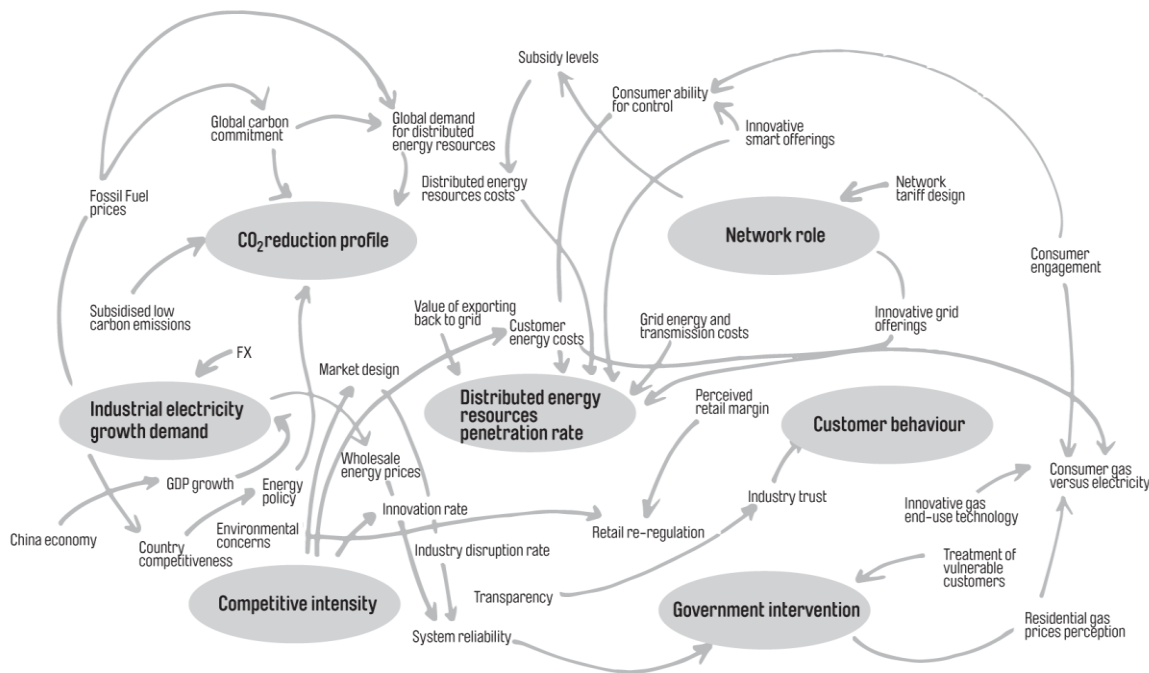 Subsidy levels
Consumer ability
for control
Global carbon
commitment
Global demand
for distributed
energy resources
Innovative
smart offerings
Fossil Fuel
prices
Distributed energy
resources costs
Network
tariff design
CO₂ reduction profile
Network role
Consumer
engagement
Subsidised low
carbon emissions
Value of exporting
back to grid
Customer
energy costs
Grid energy and
transmission costs
Innovative grid
offerings
FX
Market design
Industrial electricity
growth demand
Distributed energy
resources
penetration rate
Perceived
retail margin
Customer behaviour
Wholesale
energy prices
GDP growth
Energy
policy
Consumer gas
versus electricity
Industry trust
Innovative gas
end-use technology
Innovation rate
Environmental
concerns
Retail re-regulation
China economy
Country
competitiveness
Industry disruption rate
Treatment of
vulnerable
customers
Competitive intensity
Transparency
Government intervention
System reliability
Residential gas
prices perception